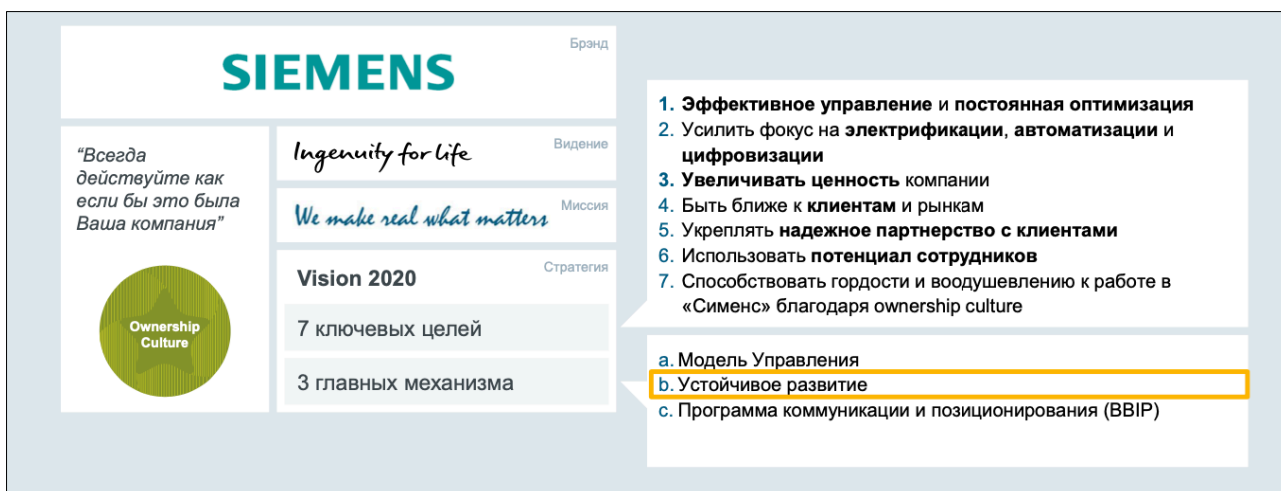 Брэнд
SIEMENS
“Всегда
действуйте как
если бы это была
Ваша компания”
Ownership
Culture
Ingenuity for life
Видение
We make real what matters
Миссия
Vision 2020
Стратегия
7 ключевых целей
3 главных механизма
1. Эффективное управление и постоянная оптимизация
2. Усилить фокус на электрификации, автоматизации и
цифровизации
3. Увеличивать ценность компании
4. Быть ближе к клиентам и рынкам
5. Укреплять надежное партнерство с клиентами
6. Использовать потенциал сотрудников
7. Способствовать гордости и воодушевлению к работе в
«Сименс» благодаря ownership culture
a. Модель Управления
b. Устойчивое развитие
c. Программа коммуникации и позиционирования (BBIP)